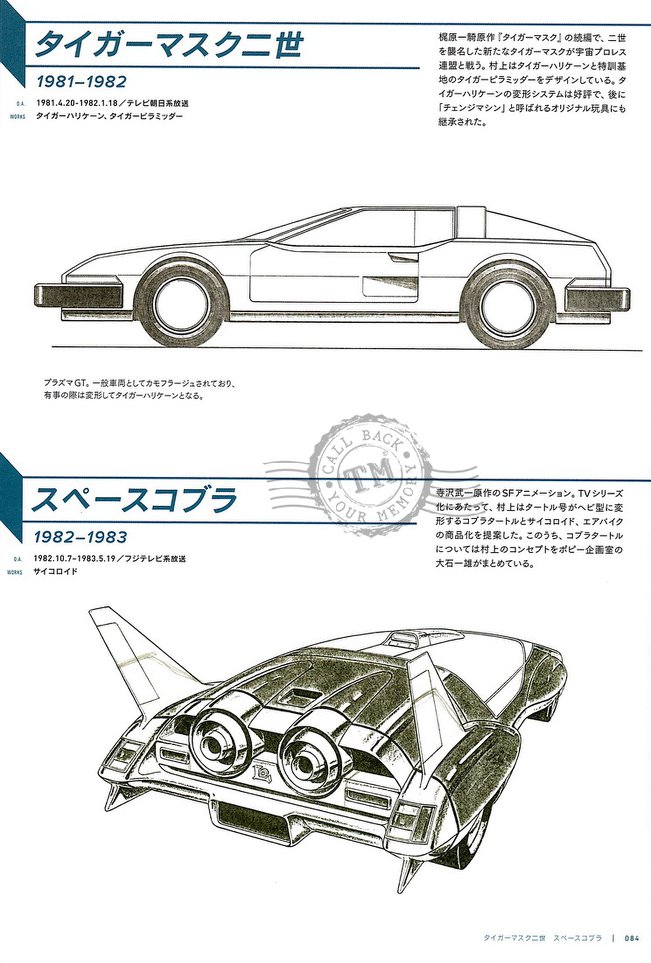 タイガーマスク二世
1981–1982
O.A. 1981.4.20-1982.1.18／テレビ朝日系放送
WORKS タイガーハリケーン、タイガーピラミッダー
梶原一騎原作『タイガーマスク』の続編で、二世
を襲名した新たなタイガーマスクが宇宙プロレス
連盟と戦う。村上はタイガーハリケーンと特訓基
地のタイガーピラミッダーをデザインしている。タ
イガーハリケーンの変形システムは好評で、後に
「チェンジマシン」と呼ばれるオリジナル玩具にも
継承された。
プラズマGT。一般車両としてカモフラージュされており、
有事の際は変形してタイガーハリケーンとなる。
CALL BACK
TM
YOUR MEMORY
スペースコブラ
1982–1983
O.A. 1982.10.7-1983.5.19／フジテレビ系放送
WORKS サイコロイド
寺沢武一原作のSFアニメーション。TVシリーズ
化にあたって、村上はタートル号がヘビ型に変
形するコブラタートルとサイコロイド、エアバイク
の商品化を提案した。このうち、コブラタートル
については村上のコンセプトをポピー企画室の
大石一雄がまとめている。
タイガーマスク二世 スペースコブラ | 084